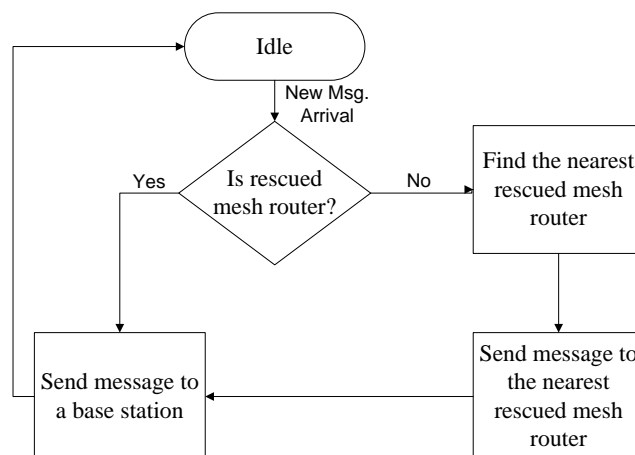 Idle
New Msg.
Arrival
Is rescued
mesh router?
Yes
No
Find the nearest
rescued mesh
router
Send message to
a base station
Send message to
the nearest
rescued mesh
router